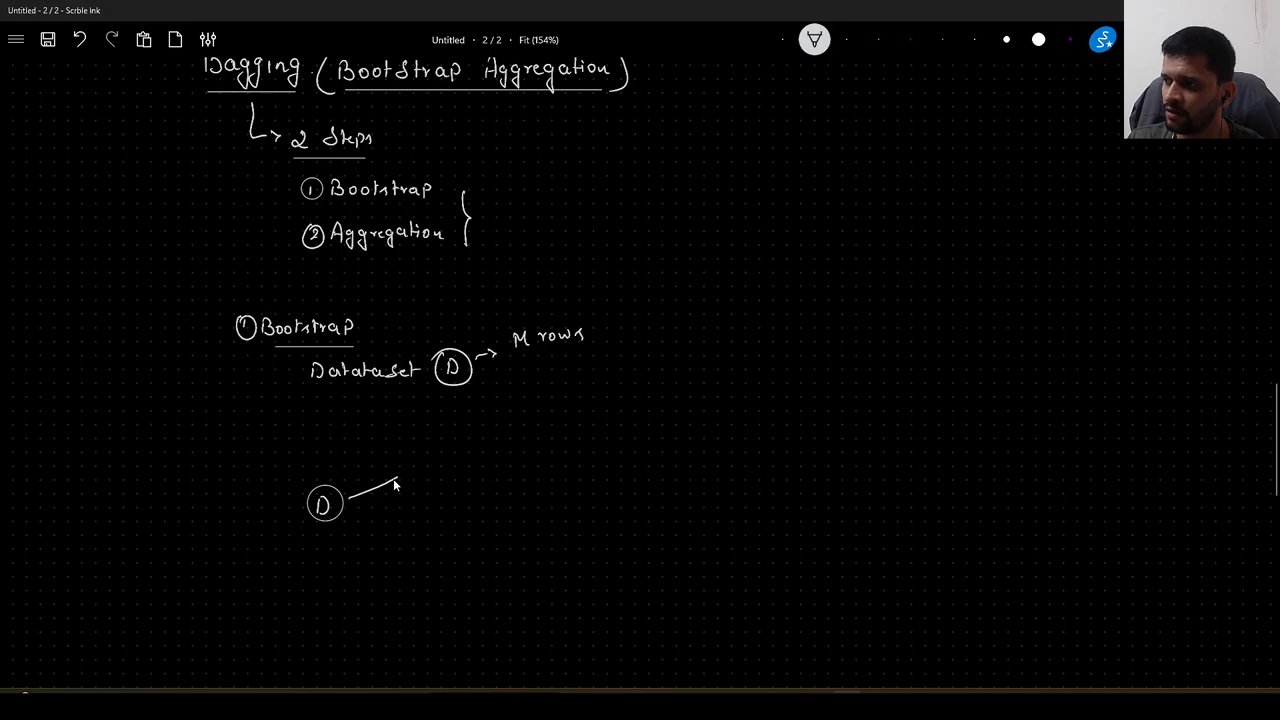 Untitled - 2 / 2 - Scrble Ink
Untitled • 2 / 2 • Fit (154%)
Bagging (BootStrap Aggregation)
2 Steps
1 Bootstrap
2 Aggregation
1 Bootstrap
Datataset D → M rows
D